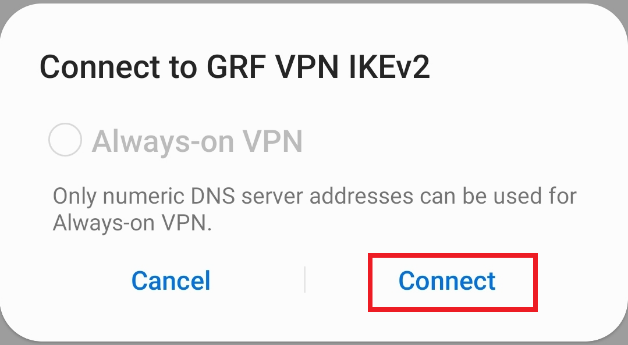 Connect to GRF VPN IKEv2
Always-on VPN
Only numeric DNS server addresses can be used for
Always-on VPN.
Cancel
Connect